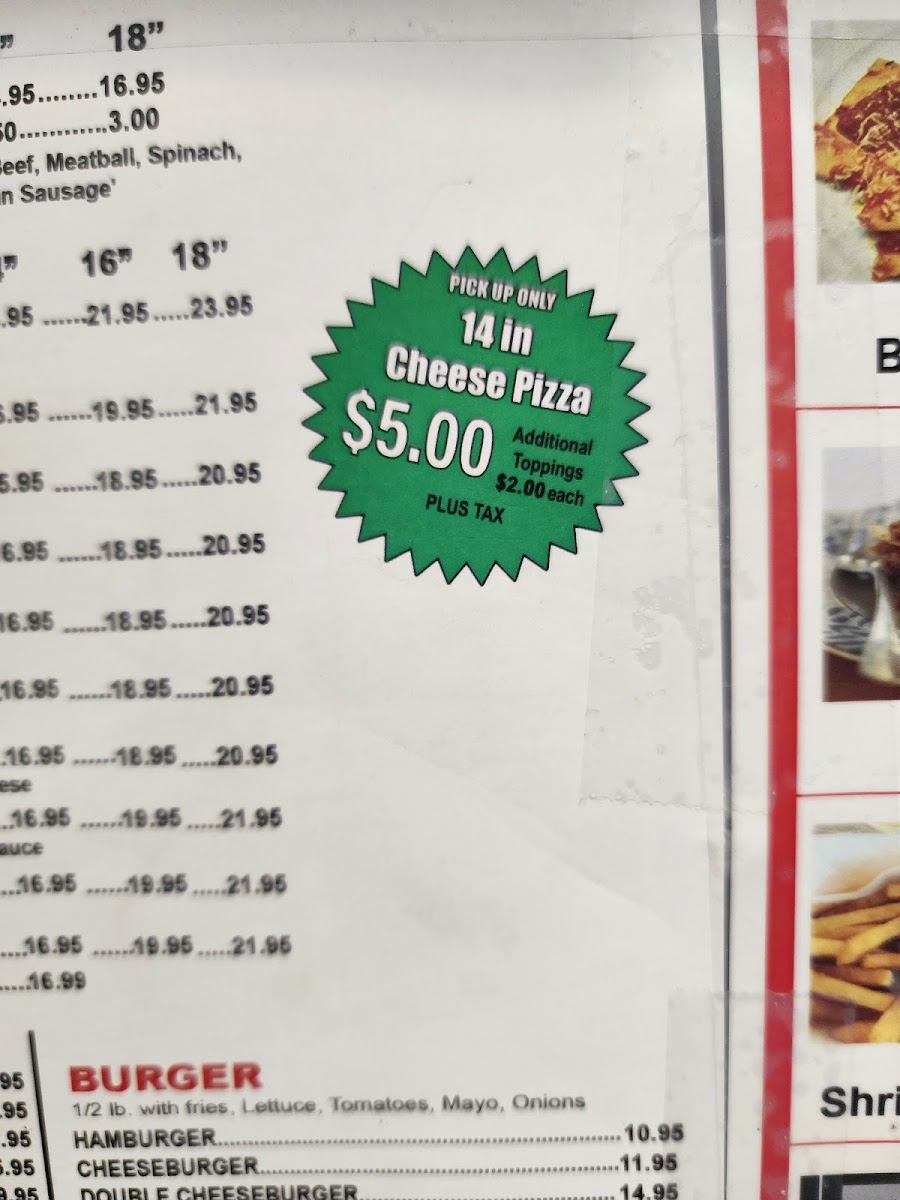 18”
.95........16.95
50............3.00
Beef, Meatball, Spinach,
n Sausage'
16” 18”
.95 ......21.95.....23.95
6.95 ......19.95.....21.95
5.95 ......18.95.....20.95
6.95 ......18.95.....20.95
16.95 ......18.95.....20.95
.16.95 ......18.95.....20.95
.16.95 ......18.95.....20.95
ese
..16.95 ......19.95.....21.95
auce
...16.95 ......19.95.....21.95
....16.95 ......19.95.....21.95
.....16.99
PICK UP ONLY
14 in
Cheese Pizza
$5.00
Additional
Toppings
$2.00 each
PLUS TAX
B
Shri
95
.95
.95
5.95
9.95
BURGER
1/2 lb. with fries, Lettuce, Tomatoes, Mayo, Onions
HAMBURGER..................................................10.95
CHEESEBURGER.............................................11.95
DOUBLE CHEESEBURGER................................14.95